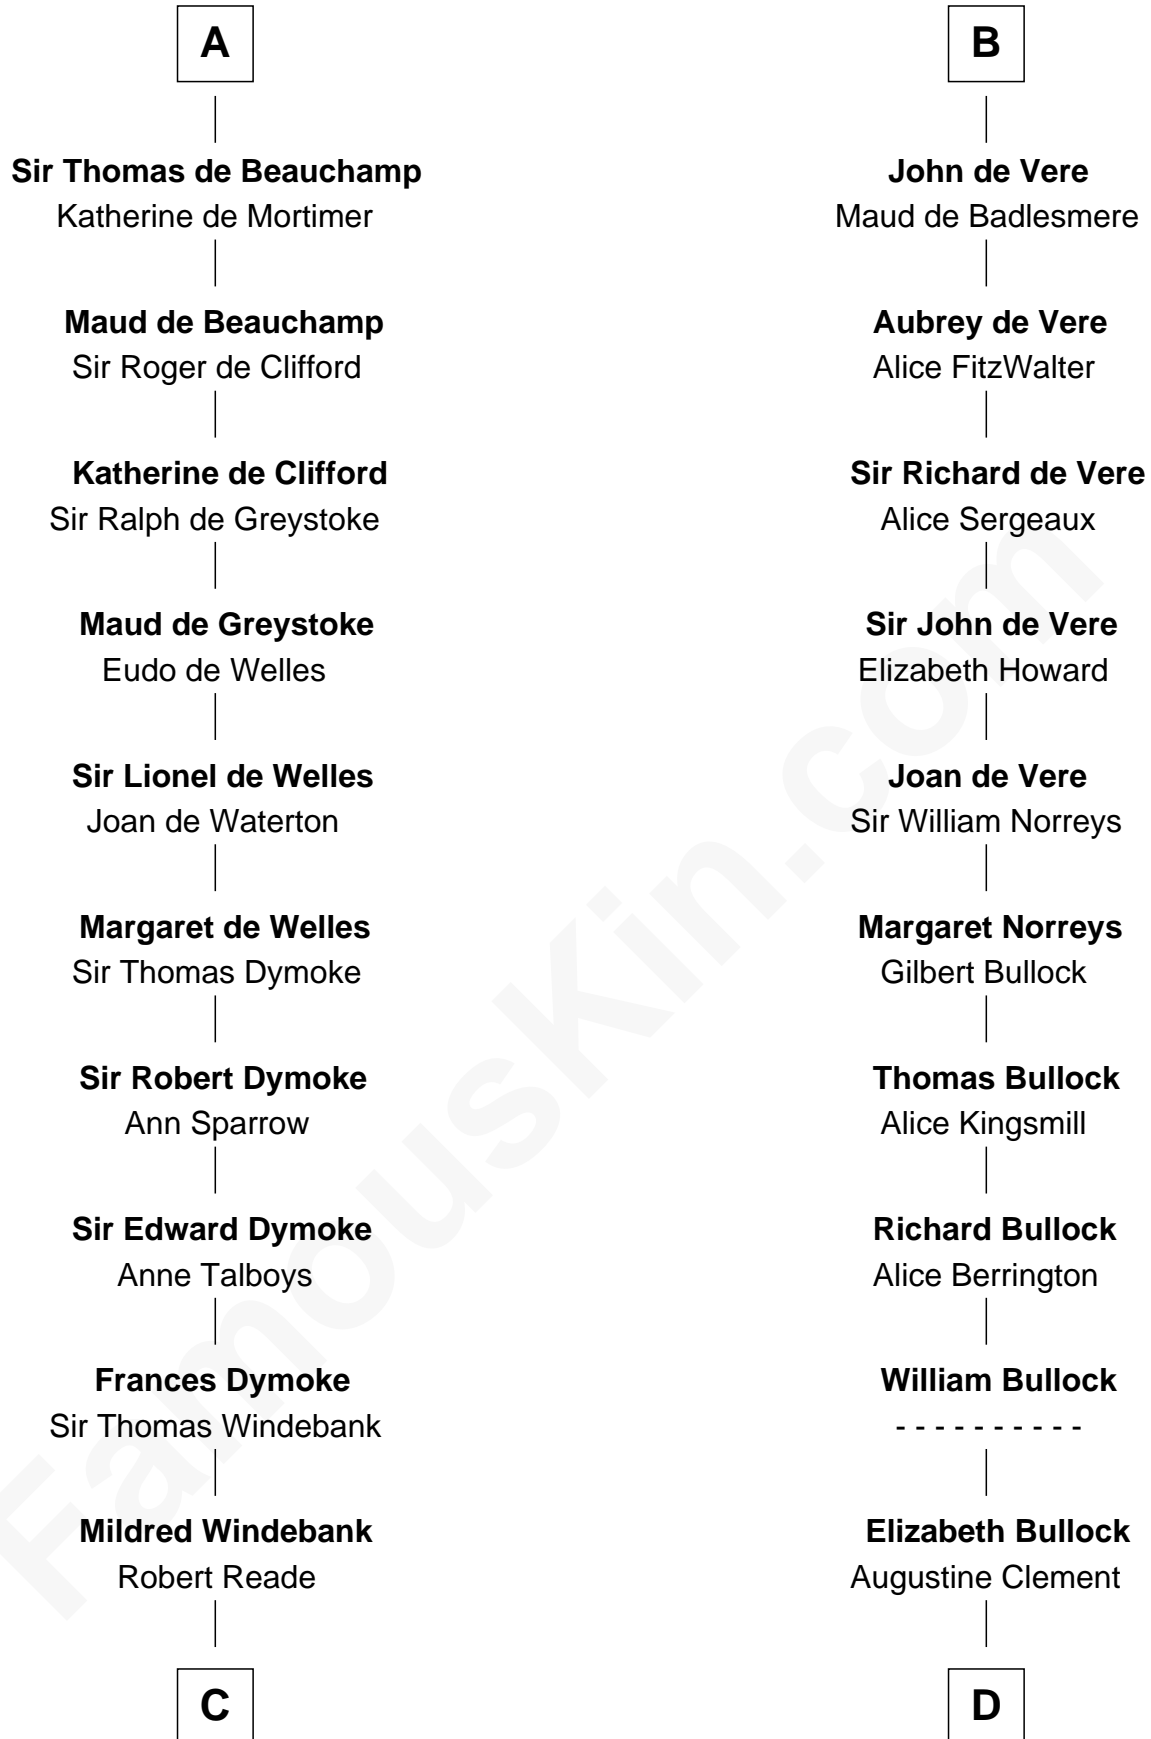 A
Sir Thomas de Beauchamp
Katherine de Mortimer
Maud de Beauchamp
Sir Roger de Clifford
Katherine de Clifford
Sir Ralph de Greystoke
Maud de Greystoke
Eudo de Welles
Sir Lionel de Welles
Joan de Waterton
Margaret de Welles
Sir Thomas Dymoke
Sir Robert Dymoke
Ann Sparrow
Sir Edward Dymoke
Anne Talboys
Frances Dymoke
Sir Thomas Windebank
Mildred Windebank
Robert Reade
C
B
John de Vere
Maud de Badlesmere
Aubrey de Vere
Alice FitzWalter
Sir Richard de Vere
Alice Sergeaux
Sir John de Vere
Elizabeth Howard
Joan de Vere
Sir William Norreys
Margaret Norreys
Gilbert Bullock
Thomas Bullock
Alice Kingsmill
Richard Bullock
Alice Berrington
William Bullock
- - - - - - - - - -
Elizabeth Bullock
Augustine Clement
D
FamousKin.com